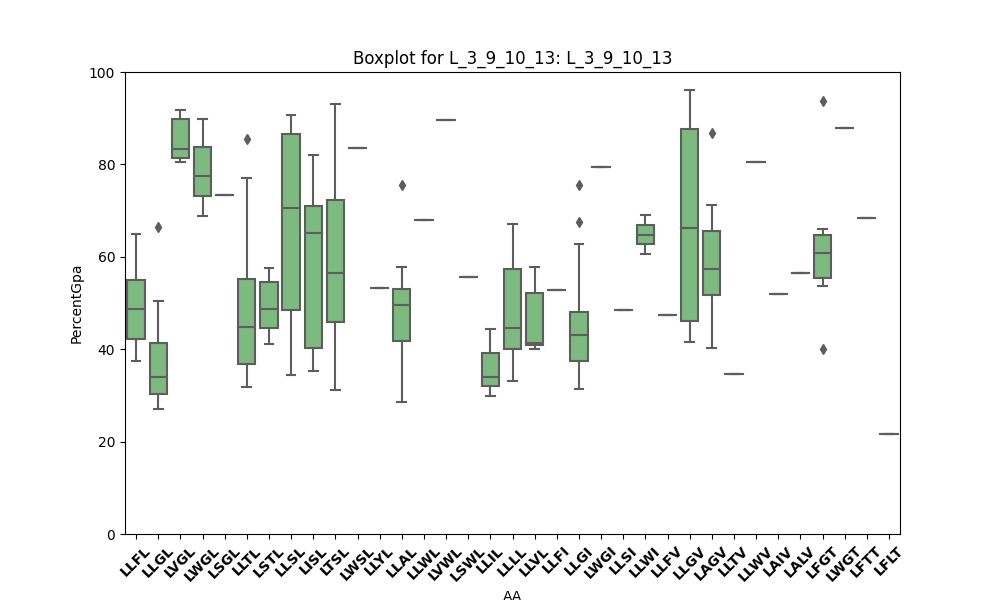 Boxplot for L_3_9_10_13: L_3_9_10_13
PercentGpa
100
80
60
40
20
0
LLFL
LLGL
LVGL
LWGL
LSGL
LLTL
LSTL
LLSL
LISL
LTSL
LWSL
LLYL
LLAL
LLWL
LVWL
LSWL
LLIL
LLLL
LLVL
LLFI
LLGI
LWGI
LLSI
LLWI
LLFV
LLGV
LAGV
LLTV
LLWV
LAIV
LALV
LFGT
LWGT
LFTT
LFLT
AA